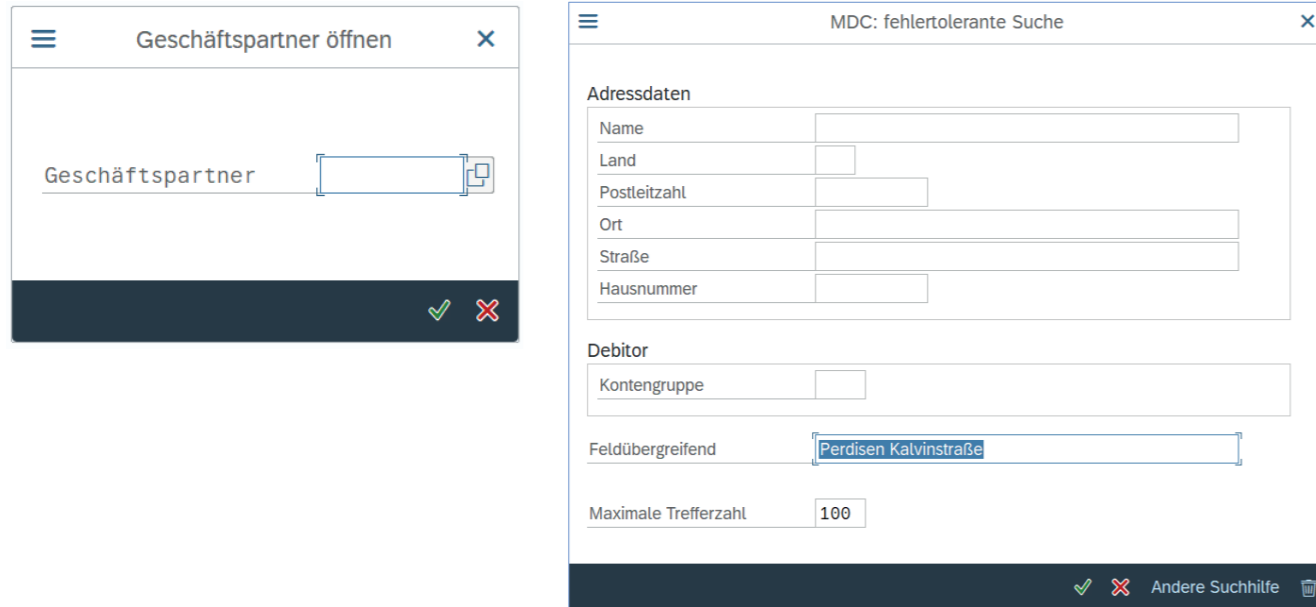 Geschäftspartner öffnen
Geschäftspartner
MDC: fehlertolerante Suche
Adressdaten
Name
Land
Postleitzahl
Ort
Straße
Hausnummer
Debitor
Kontengruppe
Feldübergreifend Perdisen Kalvinstraße
Maximale Trefferzahl 100
Andere Suchhilfe